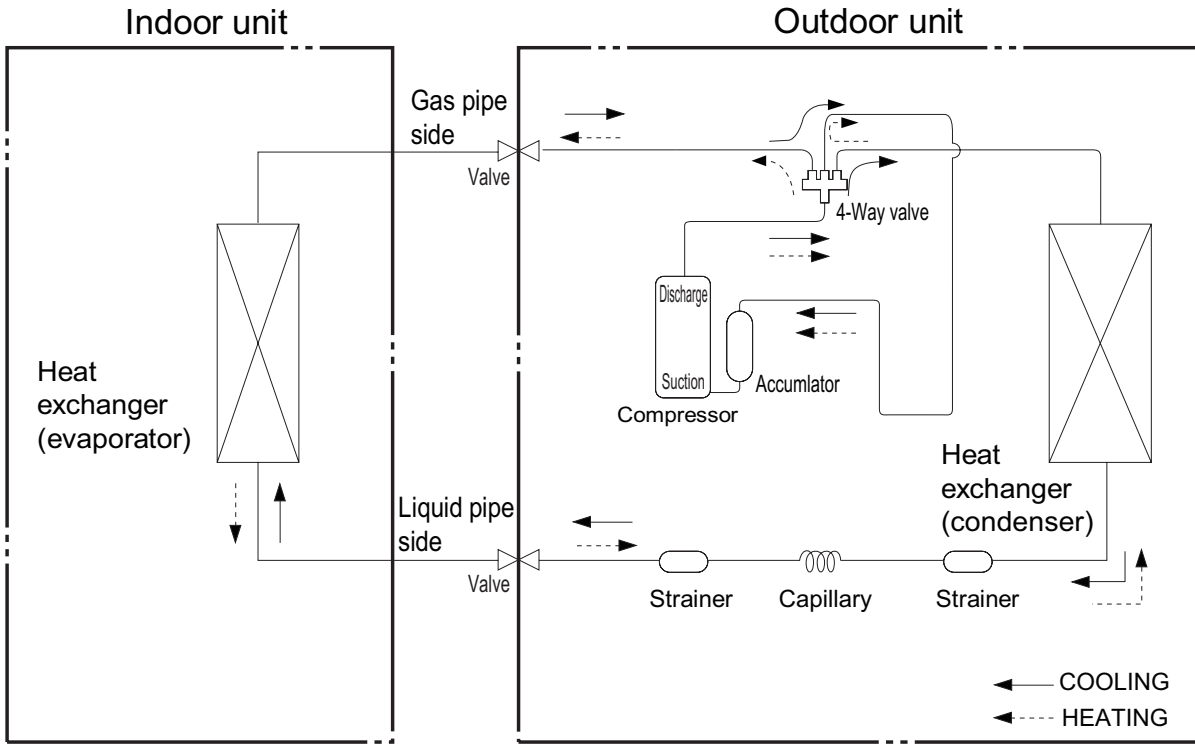 Indoor unit
Outdoor unit
Gas pipe
side
Valve
4-Way valve
Discharge
Suction
Compressor
Accumlator
Heat
exchanger
(evaporator)
Heat
exchanger
(condenser)
Liquid pipe
side
Valve
Strainer
Capillary
Strainer
COOLING
HEATING